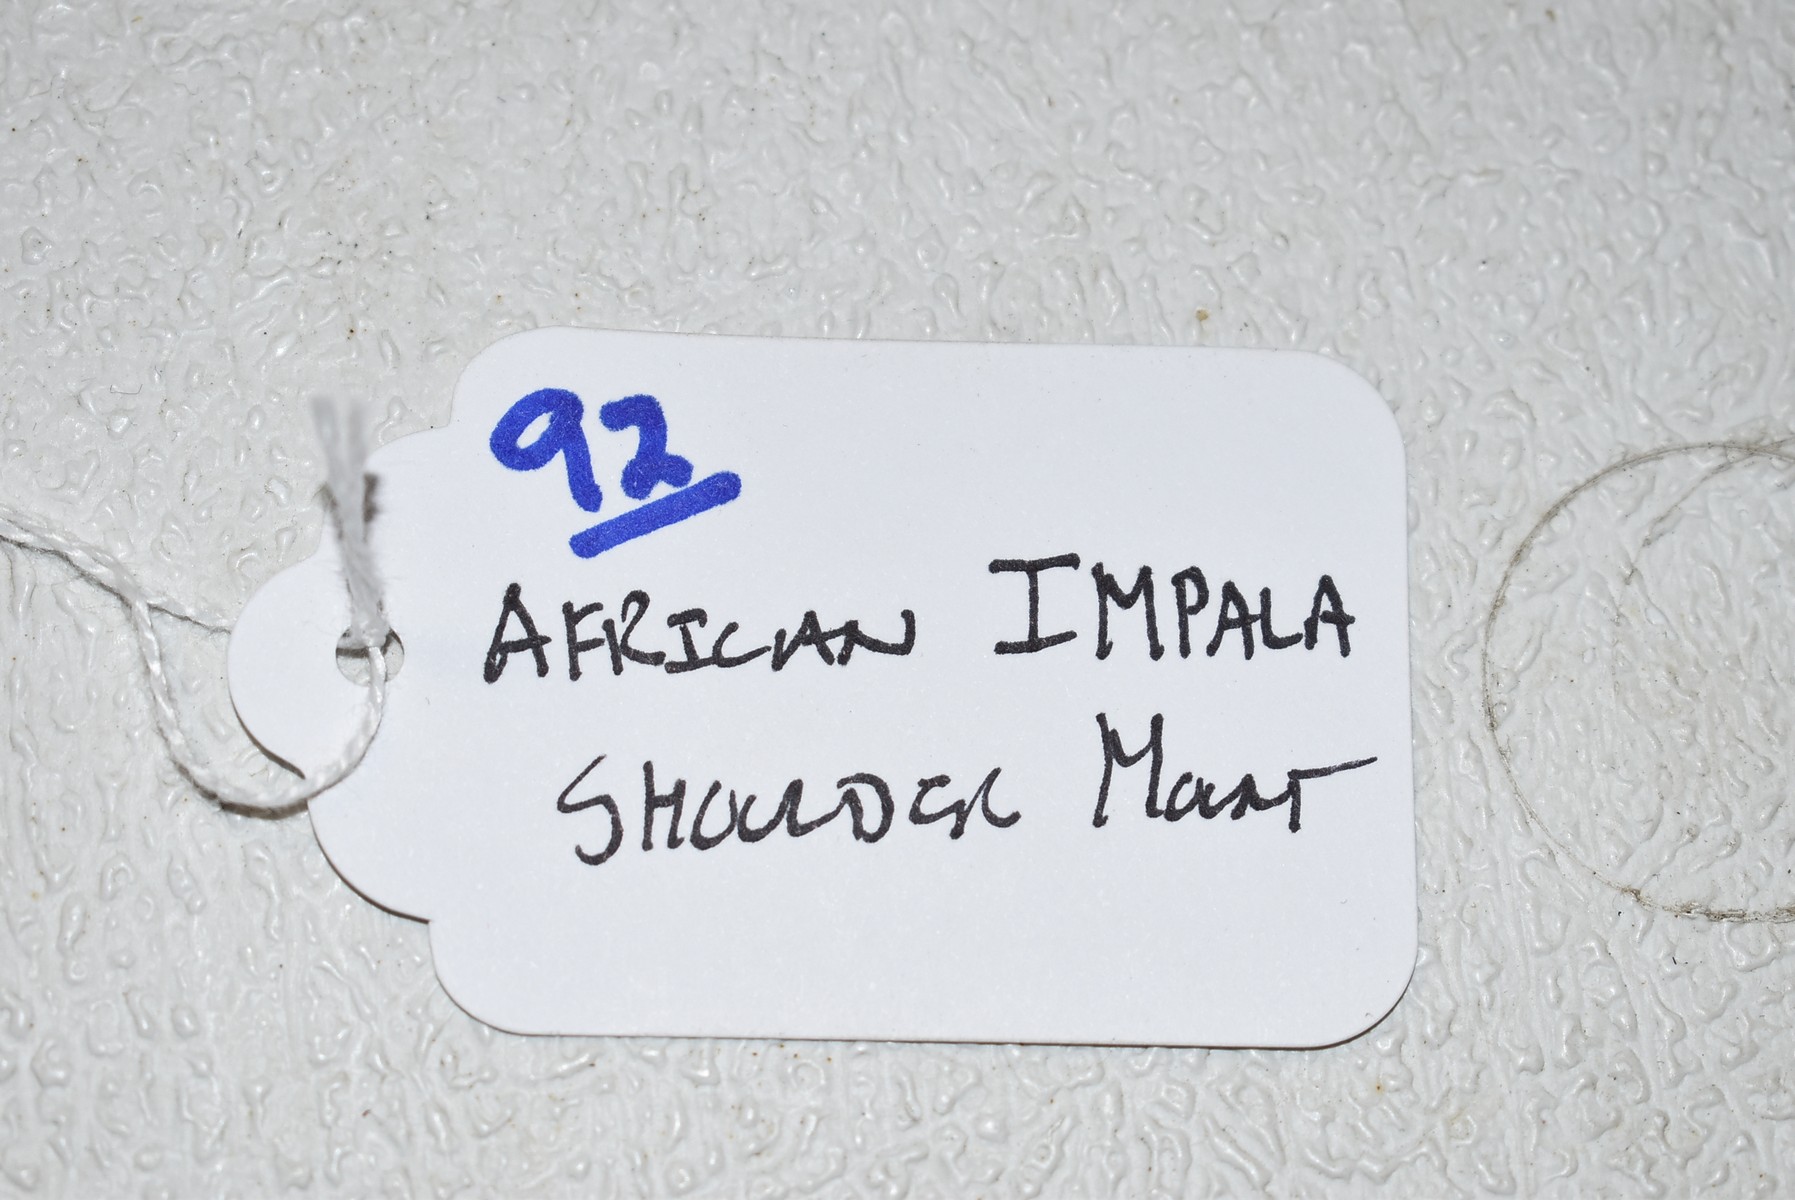 92
AFRICAN IMPALA
SHOULDER MOUNT